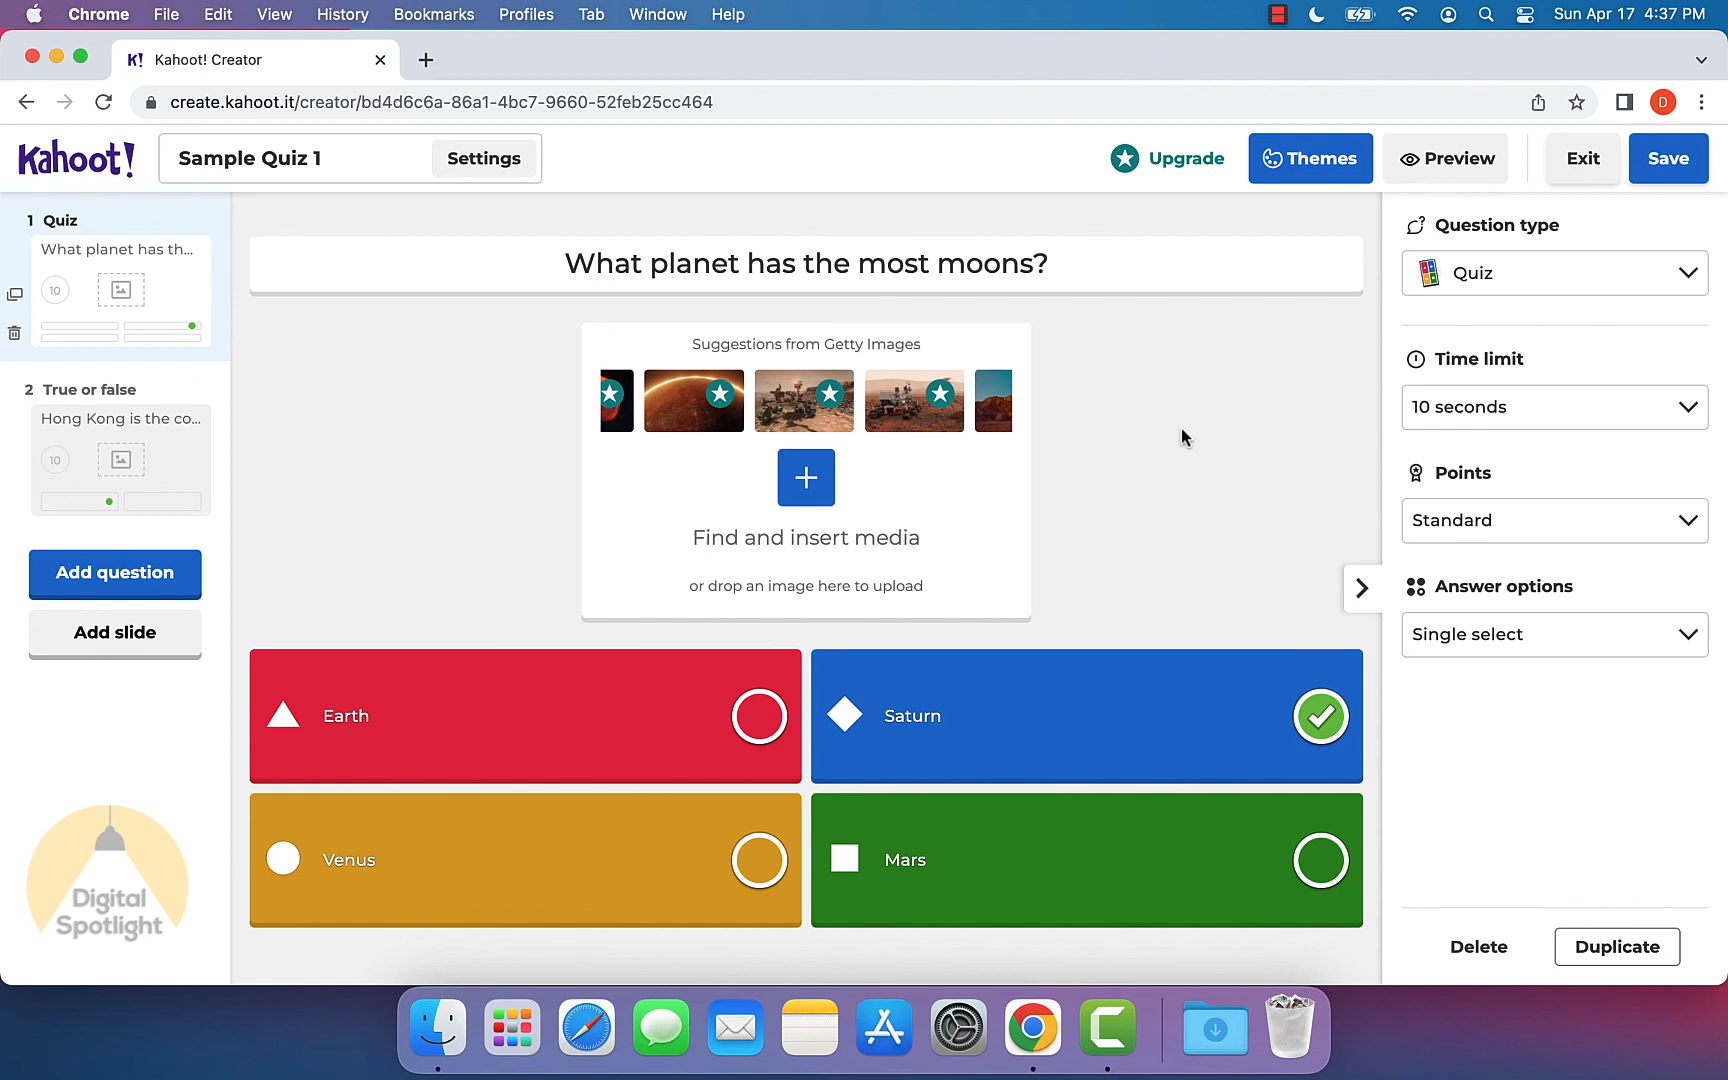 Chrome File Edit View History Bookmarks Profiles Tab Window Help Sun Apr 17 4:37 PM
K! Kahoot! Creator
create.kahoot.it/creator/bd4d6c6a-86a1-4bc7-9660-52feb25cc464 D
Kahoot! Sample Quiz 1 Settings Upgrade Themes Preview Exit Save
1 Quiz
What planet has th...
10
2 True or false
Hong Kong is the co...
10
Add question
Add slide
Digital
Spotlight
What planet has the most moons?
Suggestions from Getty Images
Find and insert media
or drop an image here to upload
Earth
Saturn
Venus
Mars
Question type
Quiz
Time limit
10 seconds
Points
Standard
Answer options
Single select
Delete Duplicate